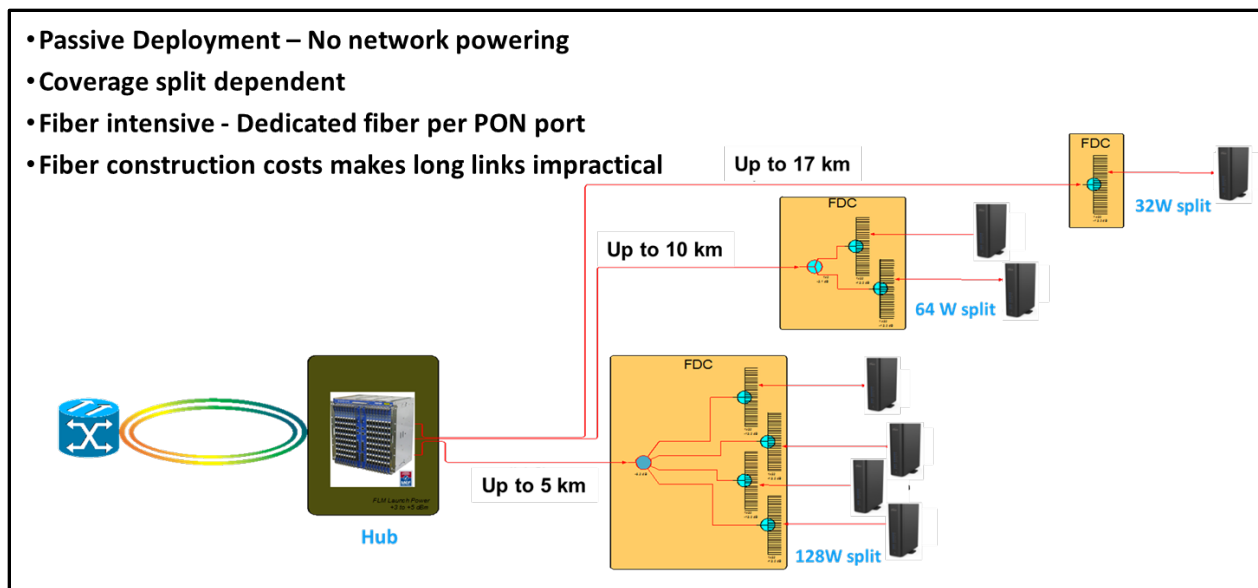 •Passive Deployment – No network powering
•Coverage split dependent
•Fiber intensive - Dedicated fiber per PON port
•Fiber construction costs makes long links impractical
FDC
Up to 17 km
32W split
FDC
Up to 10 km
64 W split
FDC
Up to 5 km
Hub
128W split